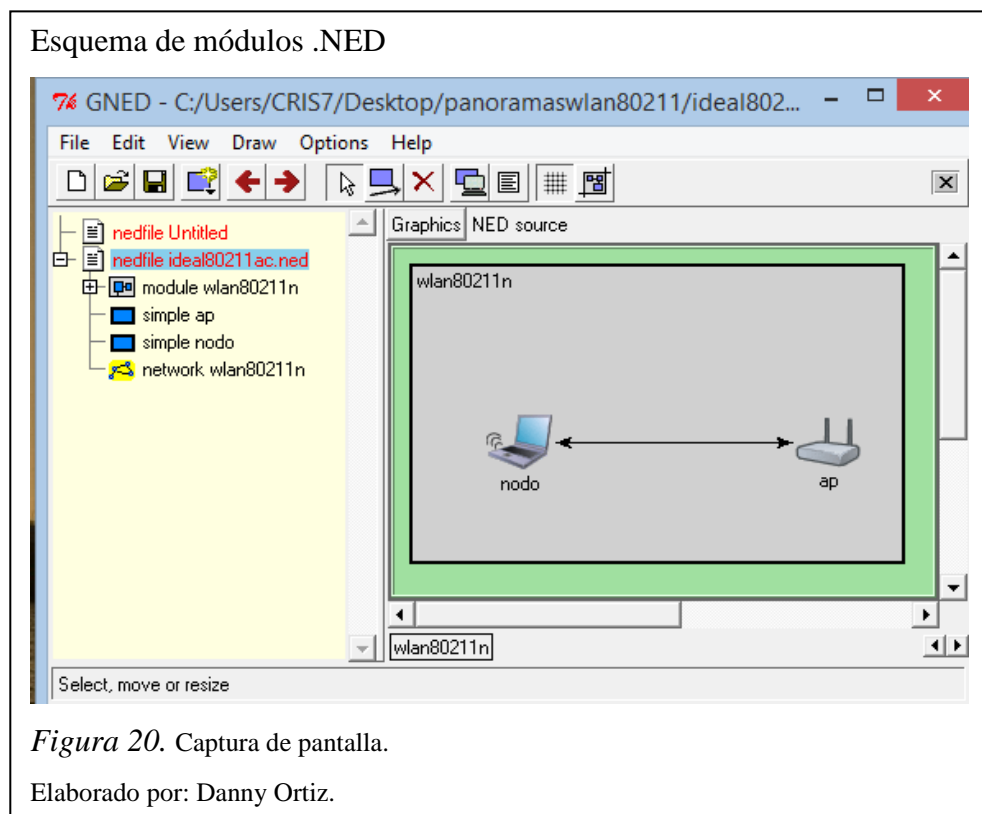 Esquema de módulos .NED
GNED - C:/Users/CRIS7/Desktop/panoramaswlan80211/ideal802...
File Edit View Draw Options Help
nedfile Untitled
nedfile ideal80211ac.ned
module wlan80211n
simple ap
simple nodo
network wlan80211n
Graphics NED source
wlan80211n
nodo
ap
wlan80211n
Select, move or resize
Figura 20. Captura de pantalla.
Elaborado por: Danny Ortiz.